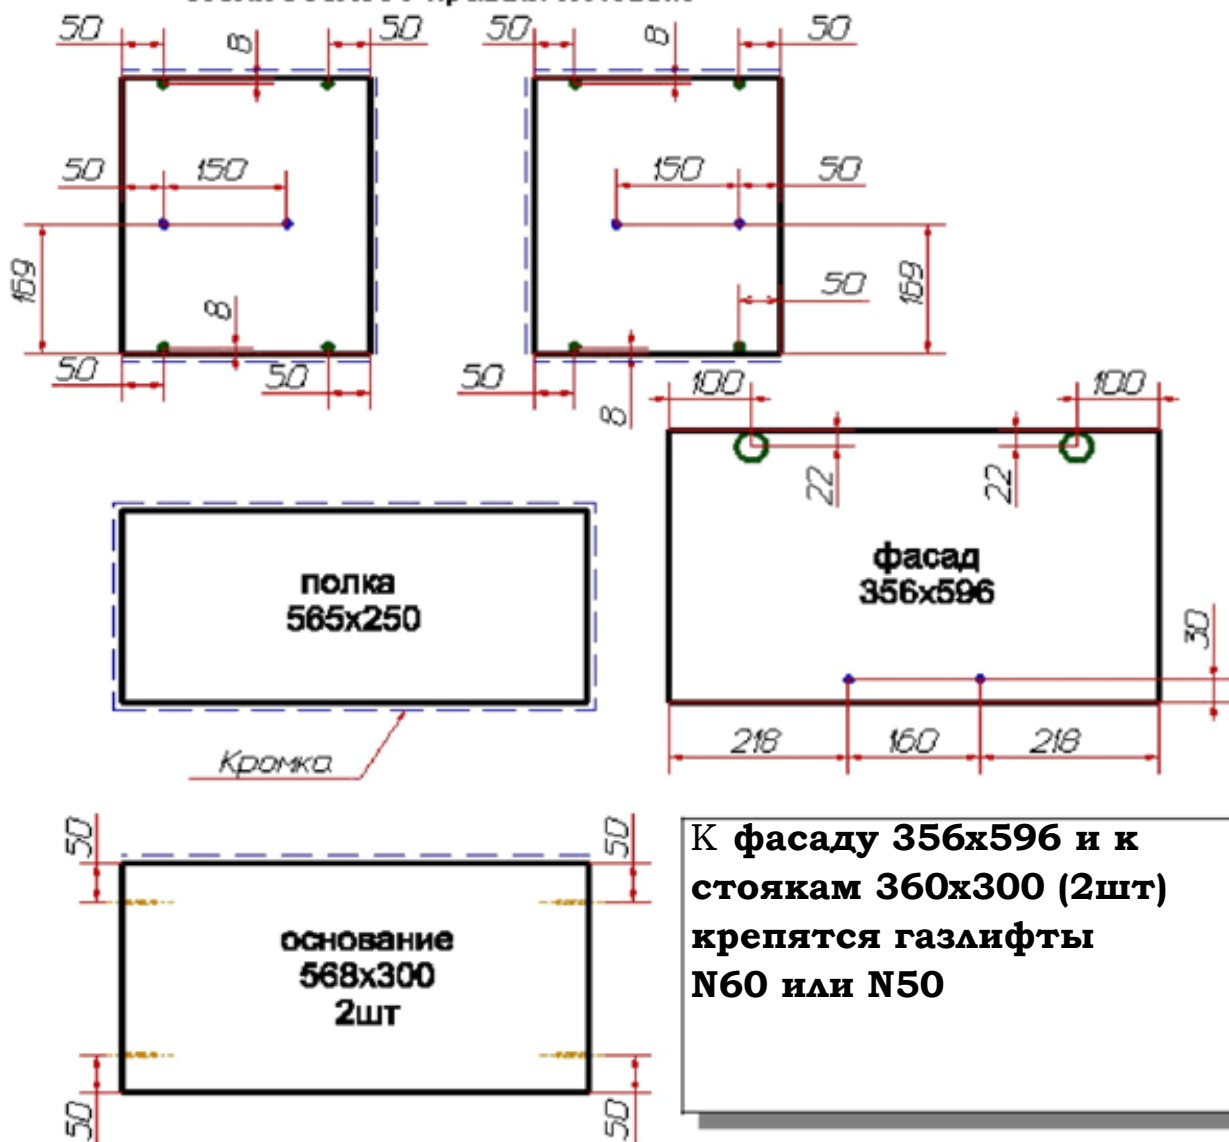 50 8 50 50 8 50
50 150 150 50
169 8 50 169
50 50 50 8
100 100
22 22
фасад
356х596
полка
565х250
30
218 160 218
Кромка
50 50
основание
568х300
2шт
50 50
К фасаду 356х596 и к
стоякам 360х300 (2шт)
крепятся газлифты
N60 или N50